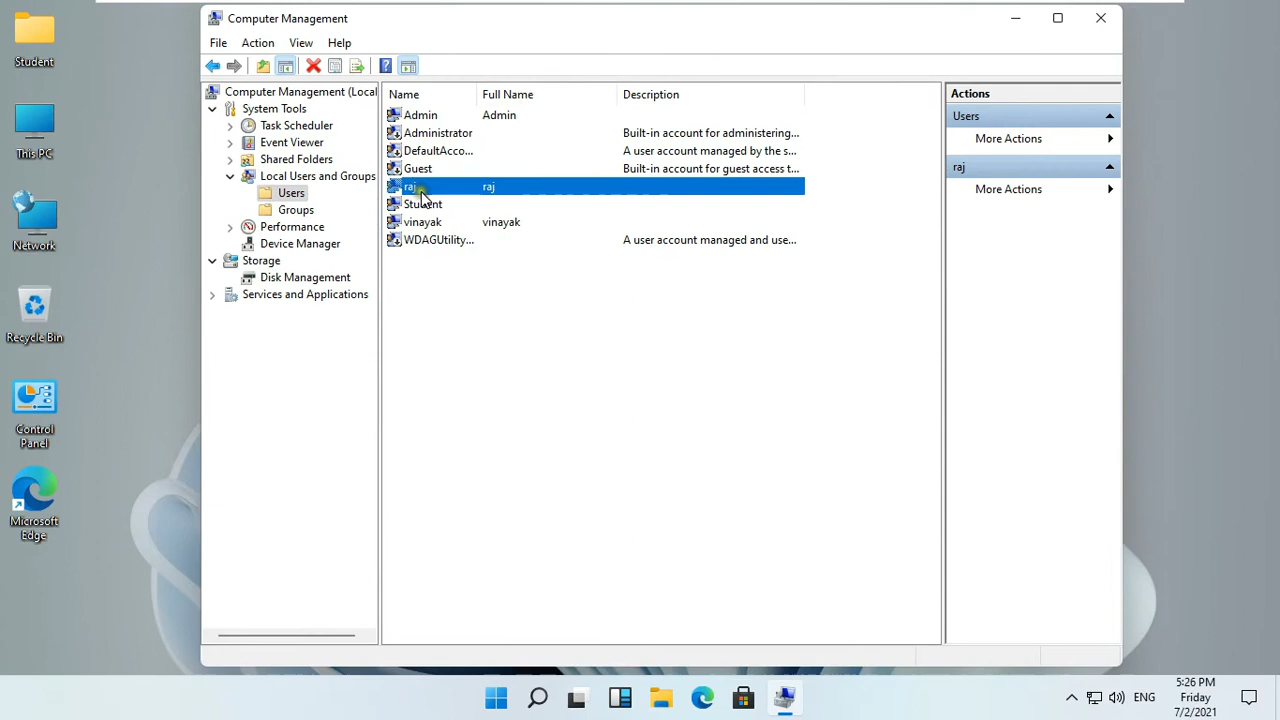 Student
This PC
Network
Recycle Bin
Control
Panel
Microsoft
Edge
Computer Management
File Action View Help
Computer Management (Local
System Tools
Task Scheduler
Event Viewer
Shared Folders
Local Users and Groups
Users
Groups
Performance
Device Manager
Storage
Disk Management
Services and Applications
Name Full Name Description
Admin Admin
Administrator Built-in account for administering...
DefaultAcco... A user account managed by the s...
Guest Built-in account for guest access t...
raj raj
Student
vinayak vinayak
WDAGUtility... A user account managed and use...
Actions
Users
More Actions
raj
More Actions
ENG
5:26 PM
Friday
7/2/2021